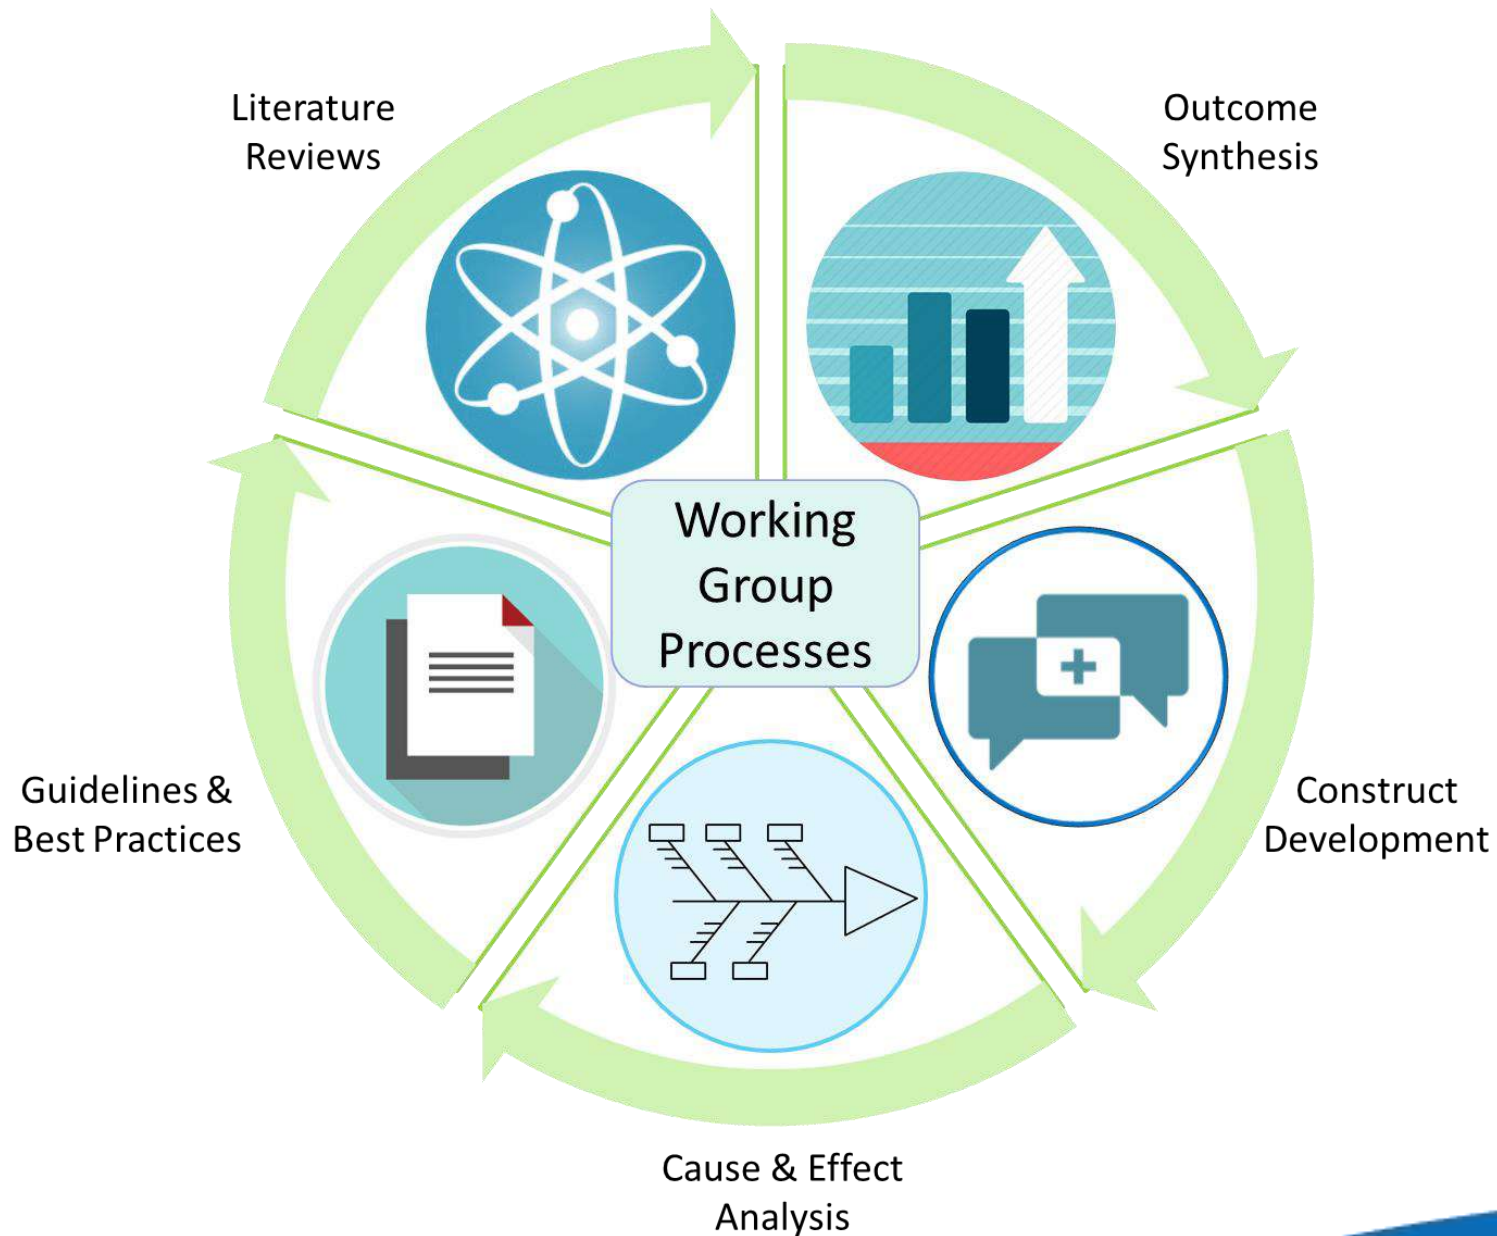 Literature
Reviews
Outcome
Synthesis
Working
Group
Processes
Guidelines &
Best Practices
Construct
Development
Cause & Effect
Analysis